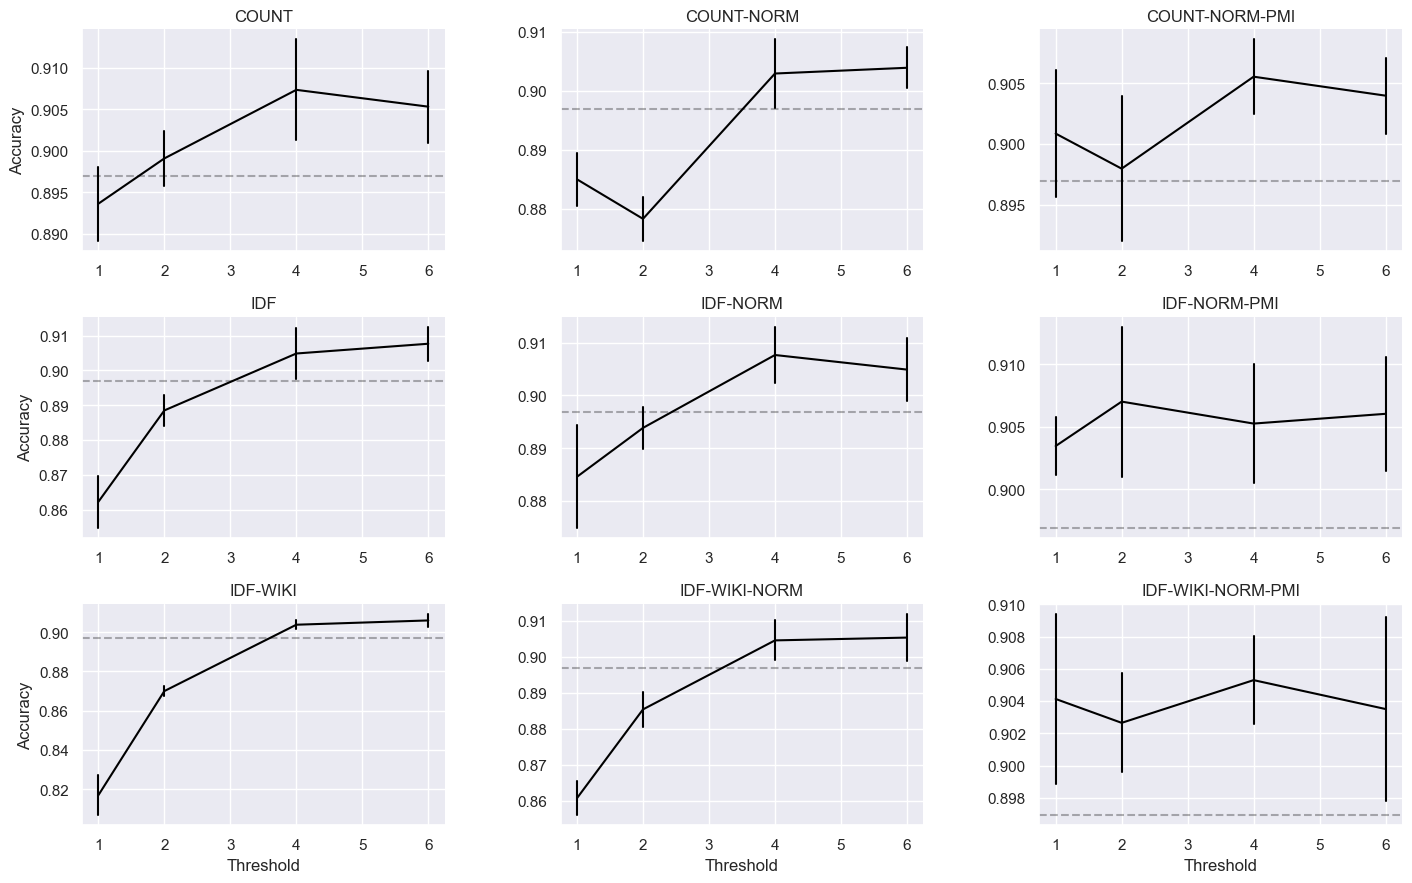 COUNT
COUNT-NORM
COUNT-NORM-PMI
Accuracy
0.910
0.905
0.900
0.895
0.890
1 2 3 4 5 6
0.91
0.90
0.89
0.88
1 2 3 4 5 6
0.905
0.900
0.895
1 2 3 4 5 6
IDF
IDF-NORM
IDF-NORM-PMI
Accuracy
0.91
0.90
0.89
0.88
0.87
0.86
1 2 3 4 5 6
0.91
0.90
0.89
0.88
1 2 3 4 5 6
0.910
0.905
0.900
1 2 3 4 5 6
IDF-WIKI
IDF-WIKI-NORM
IDF-WIKI-NORM-PMI
Accuracy
0.90
0.88
0.86
0.84
0.82
1 2 3 4 5 6
Threshold
0.91
0.90
0.89
0.88
0.87
0.86
1 2 3 4 5 6
Threshold
0.910
0.908
0.906
0.904
0.902
0.900
0.898
1 2 3 4 5 6
Threshold